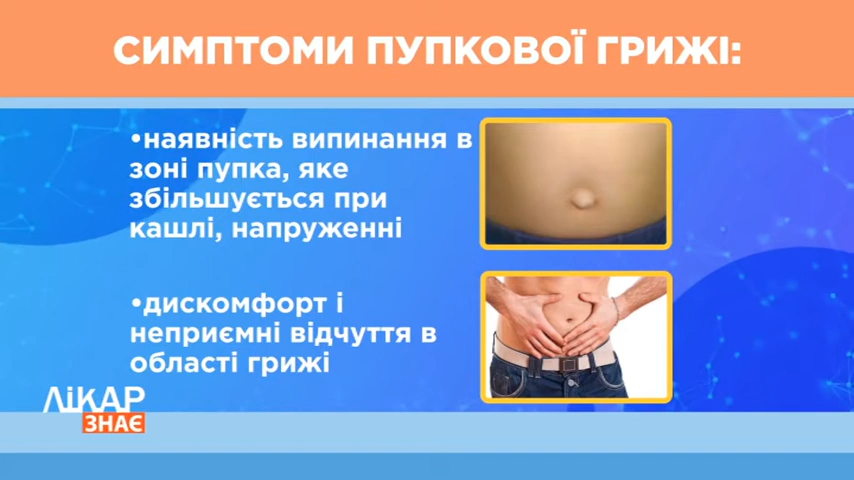 СИМПТОМИ ПУПКОВОЇ ГРИЖІ:
•наявність випинання в
зоні пупка, яке
збільшується при
кашлі, напруженні
•дискомфорт і
неприємні відчуття в
області грижі
ЛІКАР
ЗНАЄ